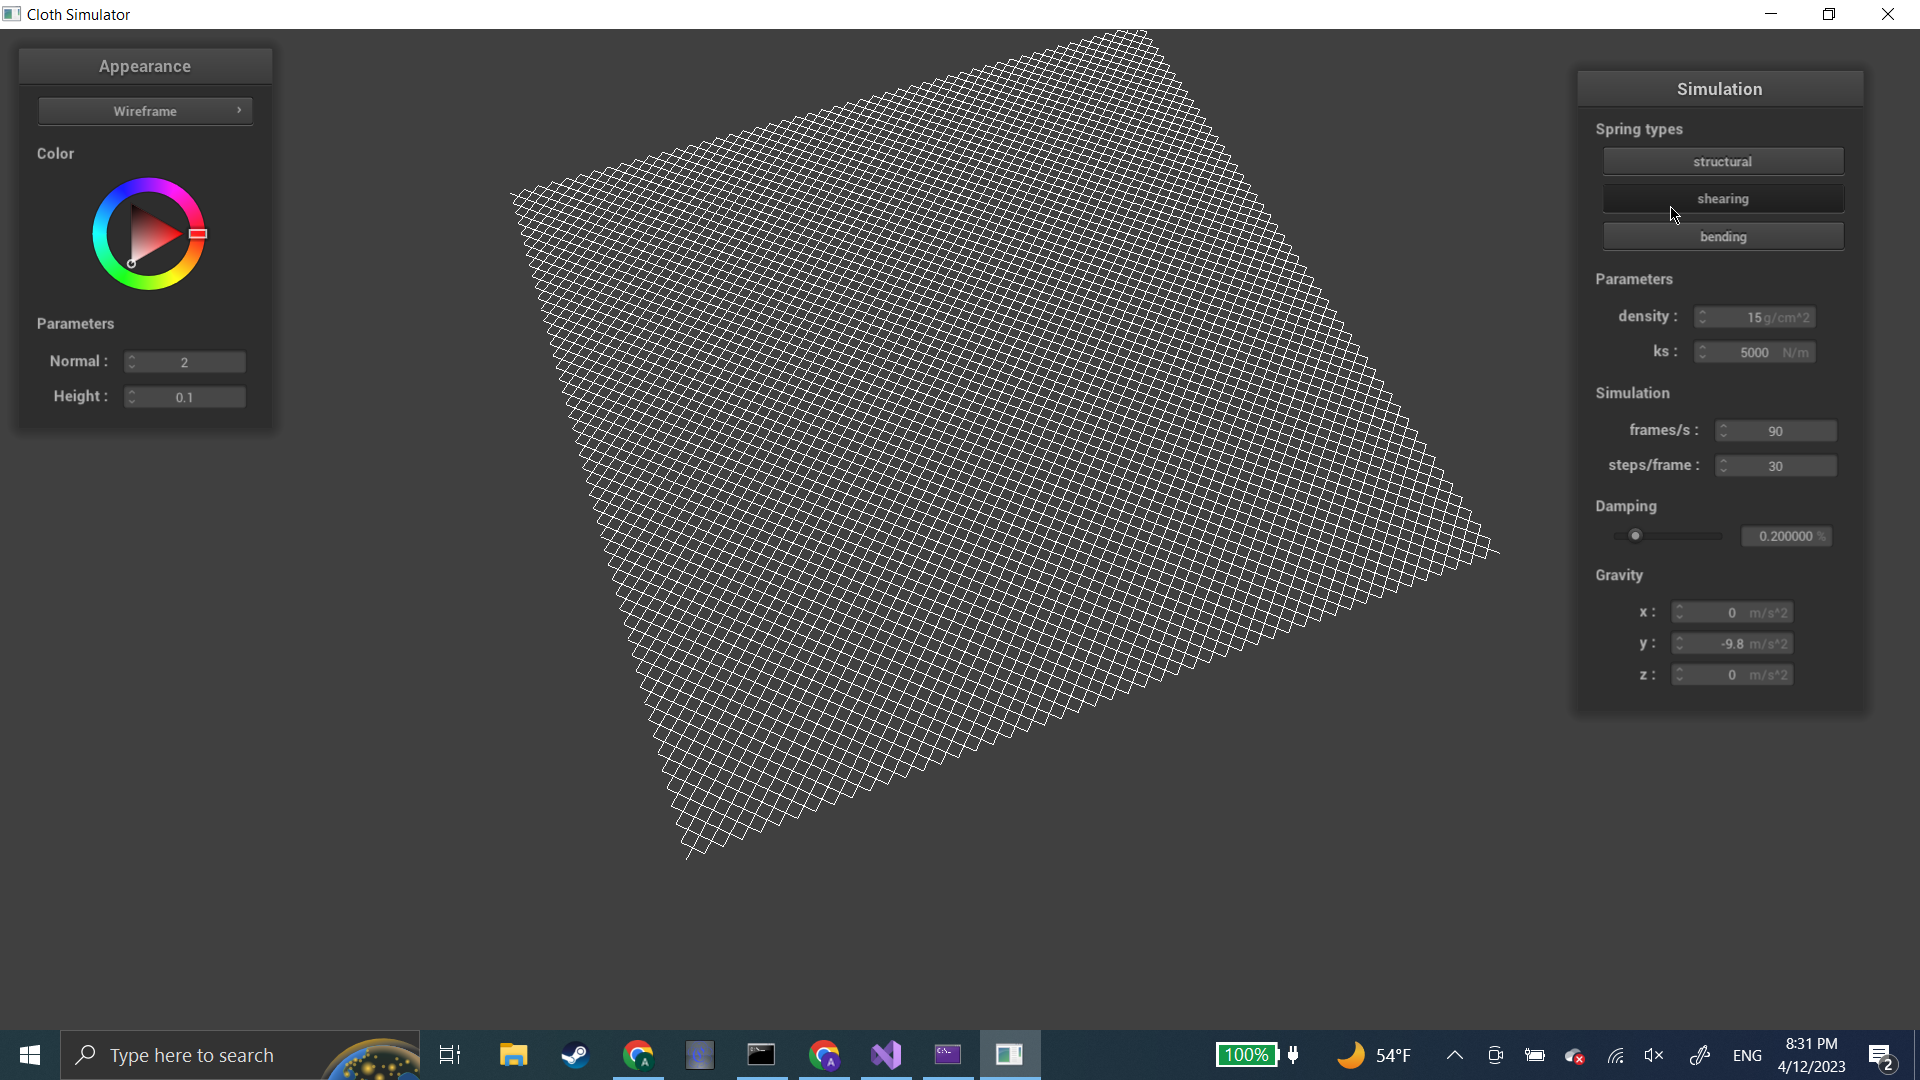 Cloth Simulator
Appearance
Wireframe
Color
Parameters
Normal : 2
Height : 0.1
Simulation
Spring types
structural
shearing
bending
Parameters
density : 15 g/cm^2
ks : 5000 N/m
Simulation
frames/s : 90
steps/frame : 30
Damping
0.200000 %
Gravity
x : 0 m/s^2
y : -9.8 m/s^2
z : 0 m/s^2
Type here to search
A
A
100%
54°F
ENG
8:31 PM
4/12/2023
2